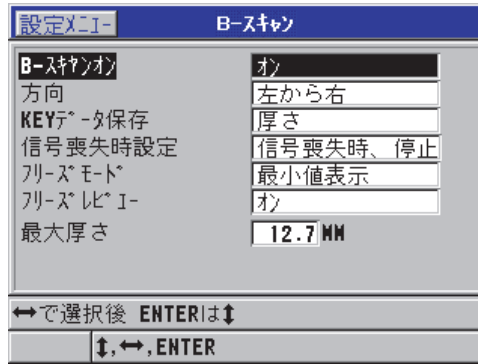 設定ﾒﾆｭｰ B-ｽｷｬﾝ
B-ｽｷﾔﾝｵﾝ ｵﾝ
方向 左から右
KEYﾃﾞｰﾀ保存 厚さ
信号喪失時設定 信号喪失時、停止
ﾌﾘｰｽﾞﾓｰﾄﾞ 最小値表示
ﾌﾘｰｽﾞﾚﾋﾞｭｰ ｵﾝ
最大厚さ 12.7 MM
↔で選択後 ENTERは↕
↕,↔,ENTER